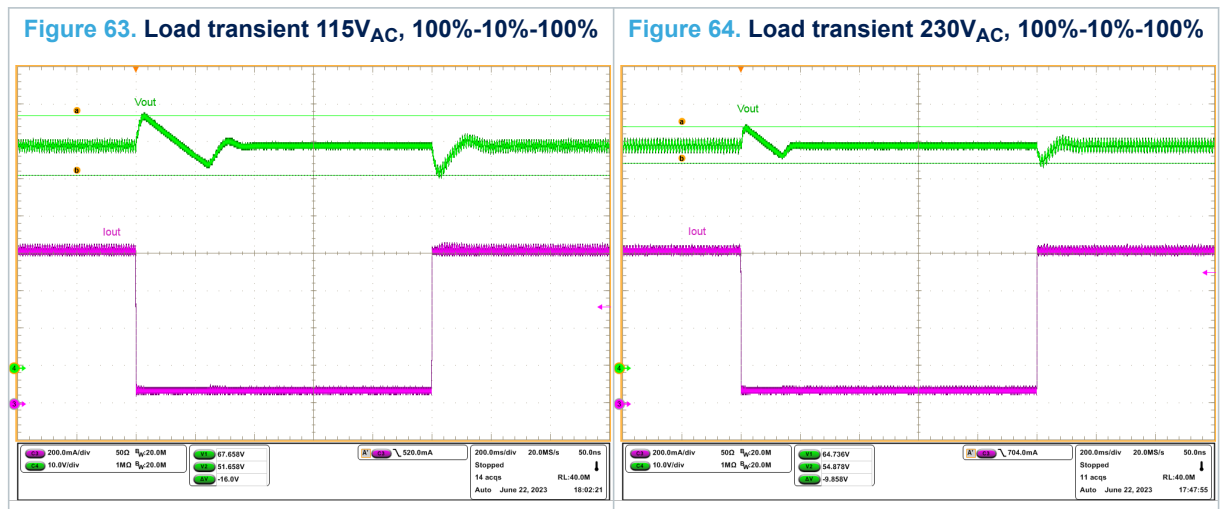 Figure 63. Load transient 115VAC, 100%-10%-100%
Vout
a
b
Iout
4
3
C3 200.0mA/div 50Ω BW:20.0M
C4 10.0V/div 1MΩ BW:20.0M
V1 67.658V
V2 51.658V
ΔV -16.0V
A' C3 \ 520.0mA
200.0ms/div 20.0MS/s 50.0ns
Stopped
14 acqs RL:40.0M
Auto June 22, 2023 18:02:21
Figure 64. Load transient 230VAC, 100%-10%-100%
Vout
a
b
Iout
4
3
C3 200.0mA/div 50Ω BW:20.0M
C4 10.0V/div 1MΩ BW:20.0M
V1 64.736V
V2 54.878V
ΔV -9.858V
A' C3 \ 704.0mA
200.0ms/div 20.0MS/s 50.0ns
Stopped
11 acqs RL:40.0M
Auto June 22, 2023 17:47:55